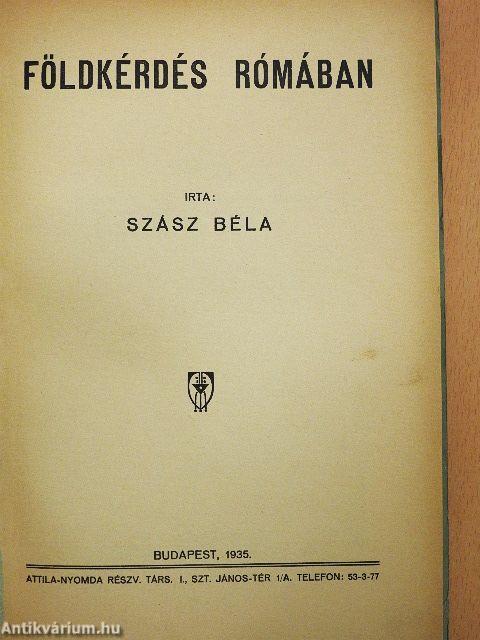 FÖLDKÉRDÉS RÓMÁBAN
IRTA:
SZÁSZ BÉLA
BUDAPEST, 1935.
ATTILA-NYOMDA RÉSZV. TÁRS. I., SZT. JÁNOS-TÉR 1/A. TELEFON: 53-3-77
Antikvárium.hu